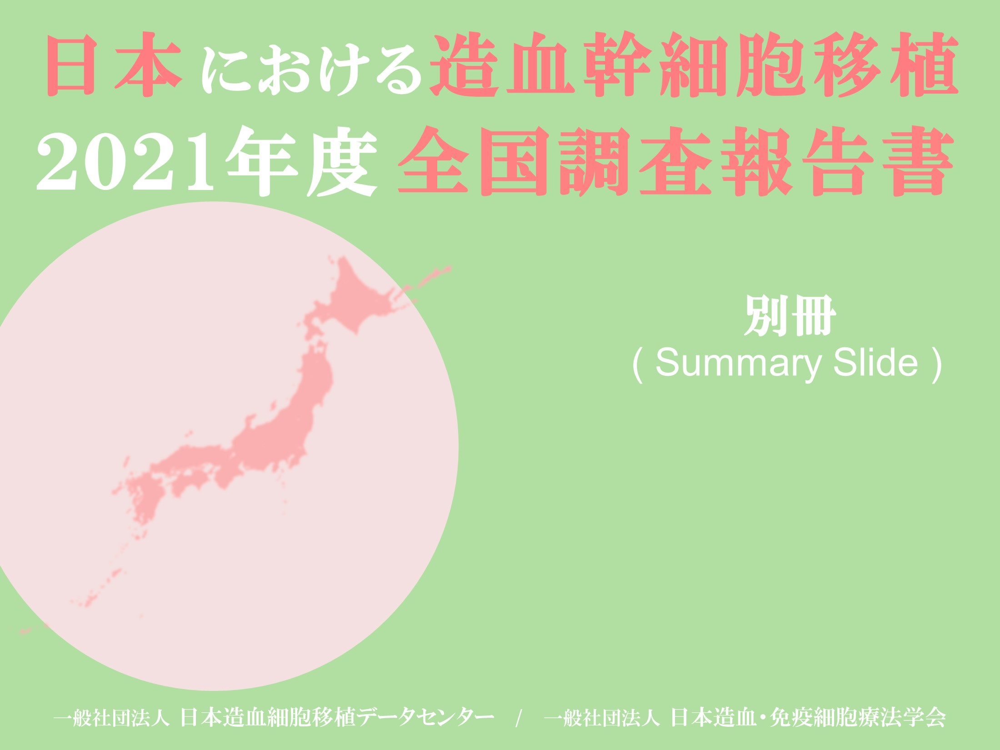 日本における造血幹細胞移植
2021年度 全国調査報告書
別冊
( Summary Slide )
一般社団法人 日本造血細胞移植データセンター / 一般社団法人 日本造血・免疫細胞療法学会